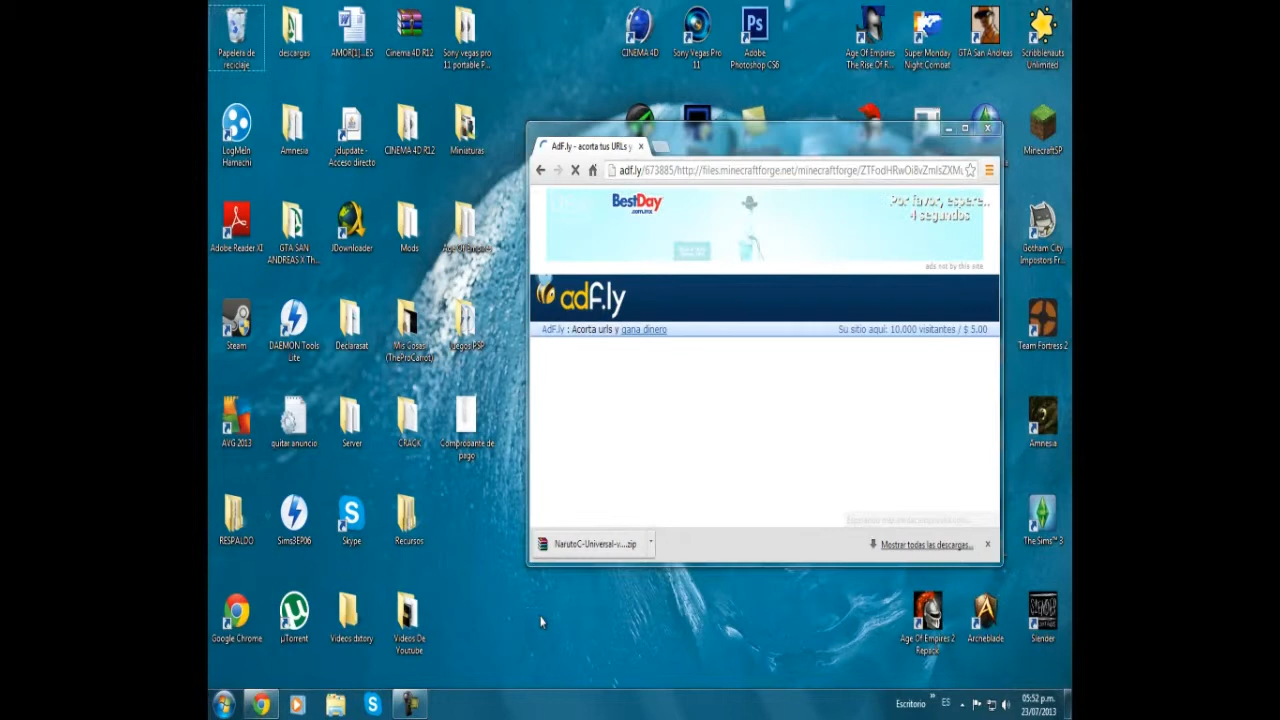 Papelera de
reciclaje
descargas
AMOR[1]...ES
Cinema 4D R12
Sony vegas pro
11 portable F...
CINEMA 4D
Sony Vegas Pro
11
Ps
Adobe
Photoshop CS6
Age Of Empires
The Rise Of R...
Super Monday
Night Combat
GTA San Andreas
Scribblenauts
Unlimited
LogMeIn
Hamachi
Amnesia
jdupdate -
Acceso directo
CINEMA 4D R12
Miniaturas
MinecraftSP
Adobe Reader XI
GTA SAN
ANDREAS X Th...
JDownloader
Mods
Age Of Empire...
Gotham City
Impostors Fr...
Steam
DAEMON Tools
Lite
Declarasat
Mis Cosas
(TheProCarrot)
Juegos PSP
Team Fortress 2
AVG 2013
quitar anuncio
Server
CRACK
Comprobante de
pago
Amnesia
RESPALDO
Sims3EP06
Skype
Recursos
The Sims™ 3
Google Chrome
µTorrent
Videos Be
Youtube
Age Of Empires 2
Repack
Archeblade
SLENDER
Slender
AdF.ly - acorta tus URLs y
adf.ly/673885/http://files.minecraftforge.net/minecraftforge/
BestDay
.com.mx
Por favor, espere..
4 segundos
ads not by this site
adf.ly
AdF.ly : Acorta urls y gana dinero
Su sitio aquí: 10.000 visitantes / $ 5.00
NarutoC-Universal-v....zip
Mostrar todas las descargas...
Escritorio
ES
05:52 p.m.
23/07/2013